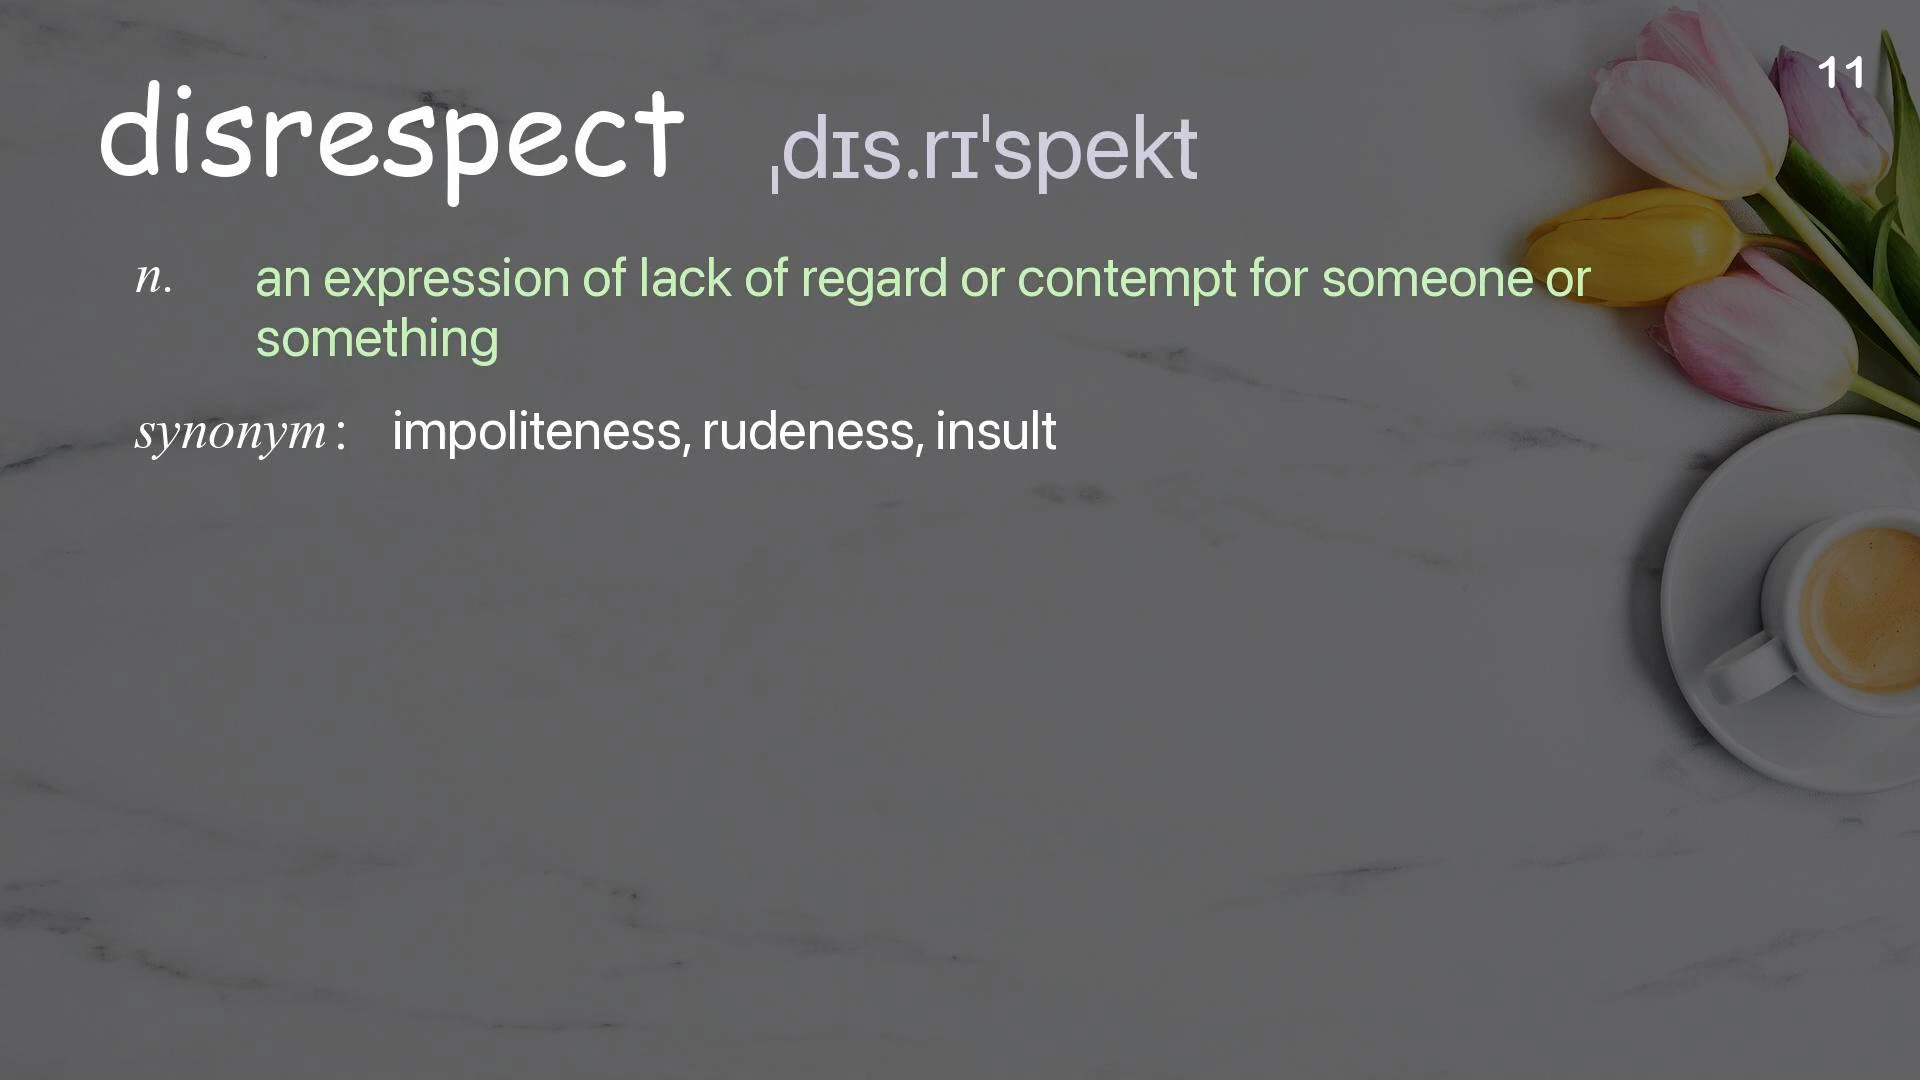 11
disrespect ˌdɪs.rɪˈspekt
n. an expression of lack of regard or contempt for someone or
something
synonym: impoliteness, rudeness, insult